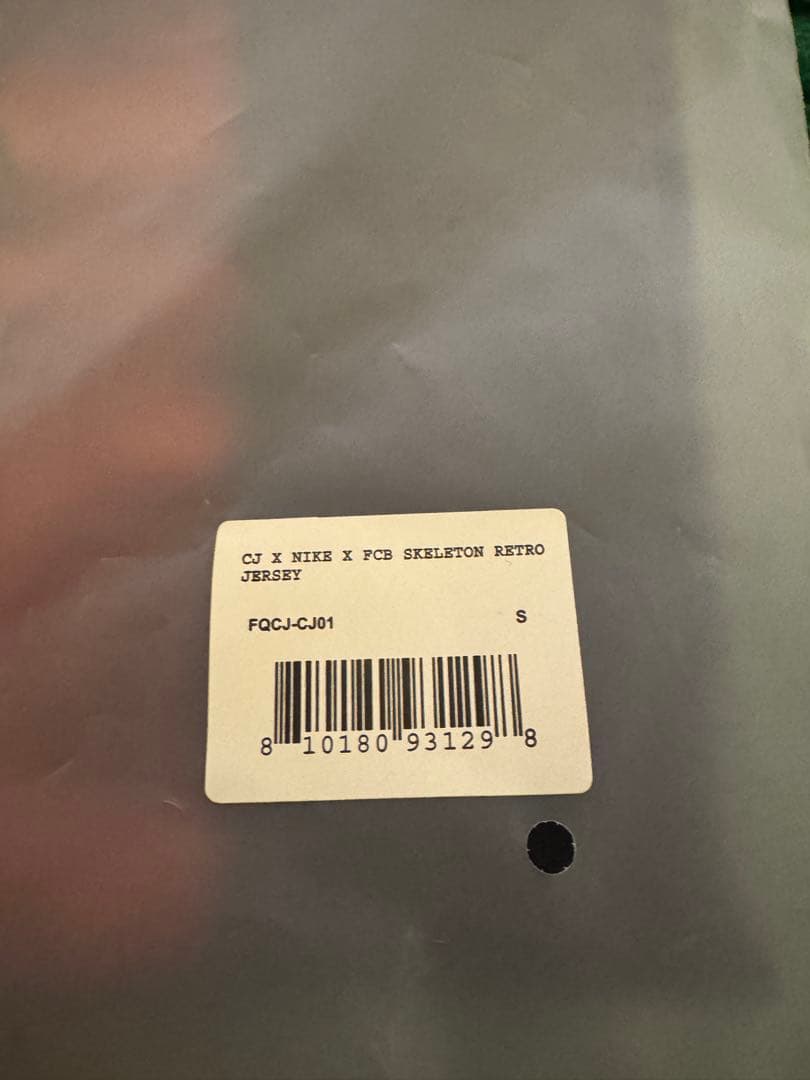 CJ X NIKE X FCB SKELETON RETRO
JERSEY
FQCJ-CJ01 S
8 10180 93129 8